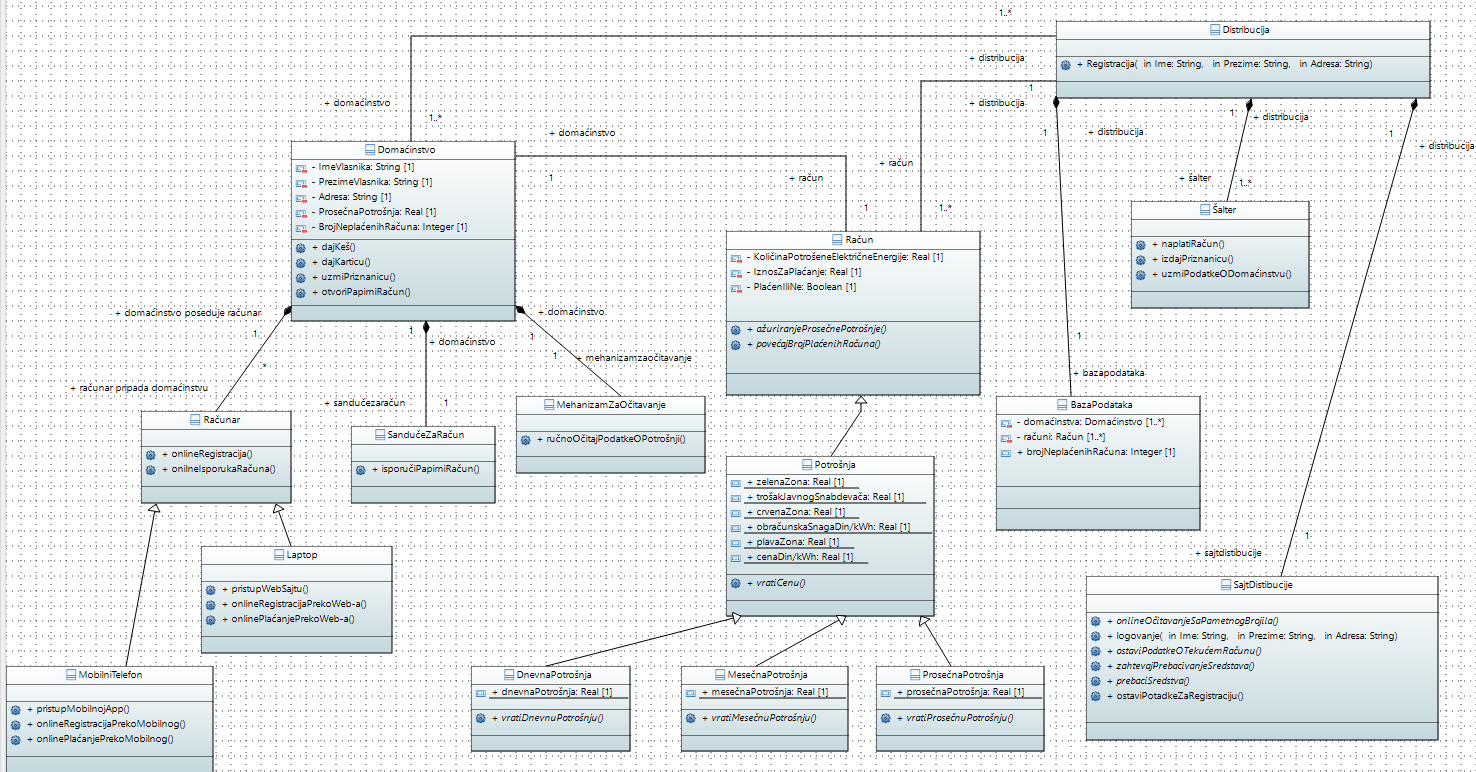 1..*
Distribucija
+ Registracija( in Ime: String, in Prezime: String, in Adresa: String)
+ distribucija
1
+ distribucija
+ domaćinstvo
1..*
+ domaćinstvo
1
+ račun
1
+ račun
1..*
1
+ distribucija
1
+ distribucija
1
+ distribucija
+ šalter
1..*
Domaćinstvo
- ImeVlasnika: String [1]
- PrezimeVlasnika: String [1]
- Adresa: String [1]
- ProsečnaPotrošnja: Real [1]
- BrojNeplaćenihRačuna: Integer [1]
+ dajKeš()
+ dajKarticu()
+ uzmiPriznanicu()
+ otvoriPapirniRačun()
Račun
- KoličinaPotrošeneElektričneEnergije: Real [1]
- IznosZaPlaćanje: Real [1]
- PlaćenIliNe: Boolean [1]
+ ažuriranjeProsečnePotrošnje()
+ povećajBrojPlaćenihRačuna()
Šalter
+ naplatiRačun()
+ izdajPriznanicu()
+ uzmiPodatkeODomaćinstvu()
+ domaćinstvo poseduje računar
1
*
+ računar pripada domaćinstvu
1
+ domaćinstvo
+ sandučezaračun
1
+ domaćinstvo
1
1
+ mehanizamzaočitavanje
1
+ bazapodataka
Računar
+ onlineRegistracija()
+ onilneIsporukaRačuna()
SandučeZaRačun
+ isporučiPapirniRačun()
MehanizamZaOčitavanje
+ ručnoOčitajPodatkeOPotrošnji()
BazaPodataka
- domaćinstva: Domaćinstvo [1..*]
- računi: Račun [1..*]
+ brojNeplaćenihRačuna: Integer [1]
Potrošnja
+ zelenaZona: Real [1]
+ trošakJavnogSnabdevača: Real [1]
+ crvenaZona: Real [1]
+ obračunskaSnagaDin/kWh: Real [1]
+ plavaZona: Real [1]
+ cenaDin/kWh: Real [1]
+ vratiCenu()
Laptop
+ pristupWebSajtu()
+ onlineRegistracijaPrekoWeb-a()
+ onlinePlaćanjePrekoWeb-a()
1
+ sajtdistibucije
SajtDistibucije
+ onlineOčitavanjeSaPametnogBrojila()
+ logovanje( in Ime: String, in Prezime: String, in Adresa: String)
+ ostaviPodatkeOTekućemRačunu()
+ zahtevajPrebacivanjeSredstava()
+ prebaciSredstva()
+ ostaviPotadkeZaRegistraciju()
MobilniTelefon
+ pristupMobilnojApp()
+ onlineRegistracijaPrekoMobilnog()
+ onlinePlaćanjePrekoMobilnog()
DnevnaPotrošnja
+ dnevnaPotrošnja: Real [1]
+ vratiDnevnuPotrošnju()
MesečnaPotrošnja
+ mesečnaPotrošnja: Real [1]
+ vratiMesečnuPotrošnju()
ProsečnaPotrošnja
+ prosečnaPotrošnja: Real [1]
+ vratiProsečnuPotrošnju()